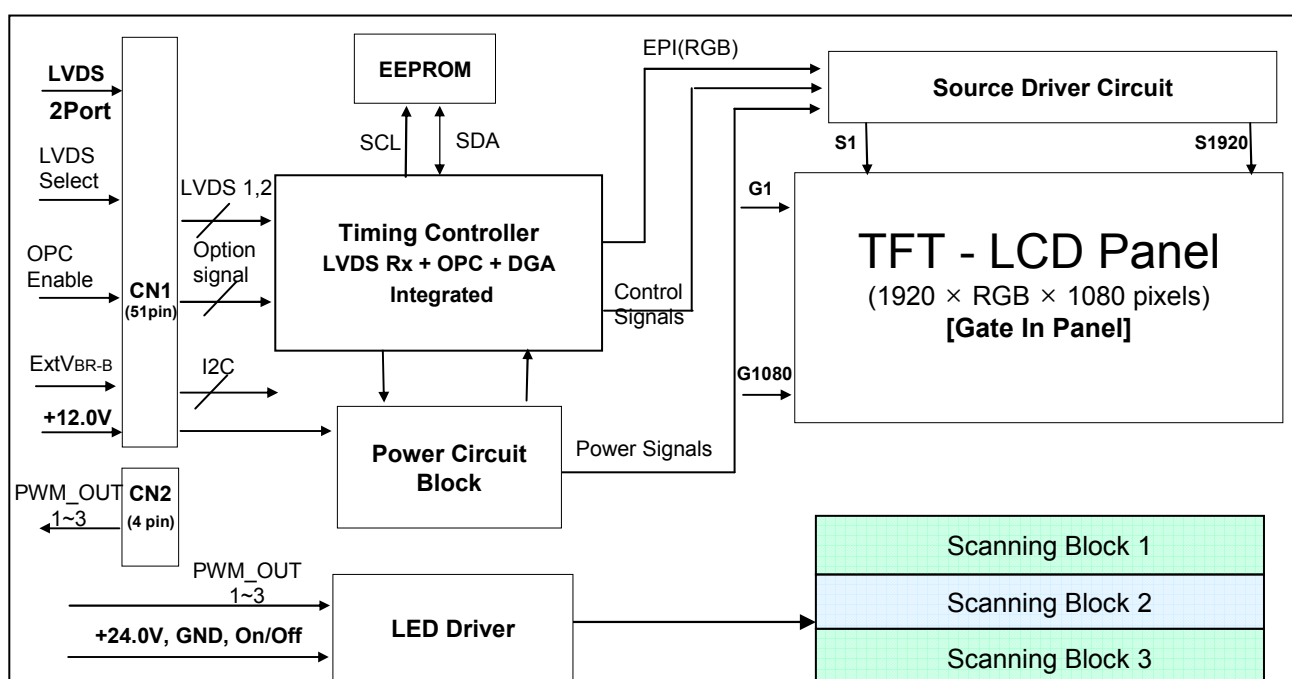 LVDS
2Port
LVDS
Select
OPC
Enable
ExtVBR-B
+12.0V
CN1
(51pin)
LVDS 1,2
Option
signal
I2C
EEPROM
SCL
SDA
Timing Controller
LVDS Rx + OPC + DGA
Integrated
Power Circuit
Block
EPI(RGB)
Control
Signals
Power Signals
Source Driver Circuit
S1
S1920
G1
G1080
TFT - LCD Panel
(1920 × RGB × 1080 pixels)
[Gate In Panel]
PWM_OUT
1~3
CN2
(4 pin)
PWM_OUT
1~3
+24.0V, GND, On/Off
LED Driver
Scanning Block 1
Scanning Block 2
Scanning Block 3